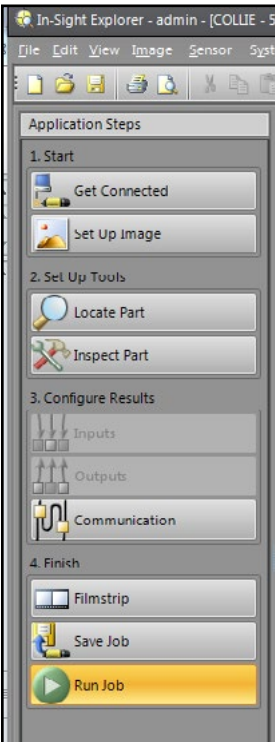 In-Sight Explorer - admin - [COLLIE - 5
File Edit View Image Sensor Syst
Application Steps
1. Start
Get Connected
Set Up Image
2. Set Up Tools
Locate Part
Inspect Part
3. Configure Results
Inputs
Outputs
Communication
4. Finish
Filmstrip
Save Job
Run Job